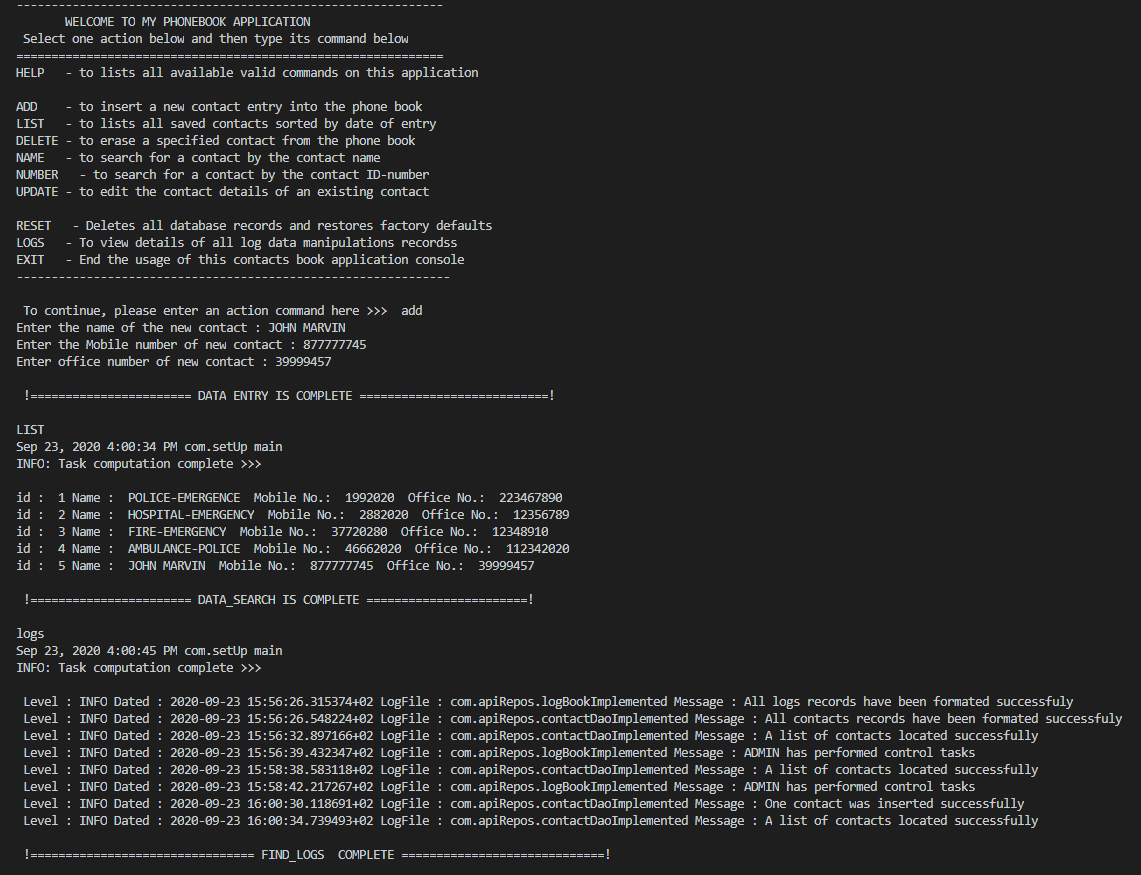 -------------------------------------------------------------
WELCOME TO MY PHONEBOOK APPLICATION
Select one action below and then type its command below
=============================================================
HELP   - to lists all available valid commands on this application
ADD    - to insert a new contact entry into the phone book
LIST   - to lists all saved contacts sorted by date of entry
DELETE - to erase a specified contact from the phone book
NAME   - to search for a contact by the contact name
NUMBER   - to search for a contact by the contact ID-number
UPDATE - to edit the contact details of an existing contact
RESET   - Deletes all database records and restores factory defaults
LOGS   - To view details of all log data manipulations recordss
EXIT   - End the usage of this contacts book application console
--------------------------------------------------------------
To continue, please enter an action command here >>>  add
Enter the name of the new contact : JOHN MARVIN
Enter the Mobile number of new contact : 877777745
Enter office number of new contact : 39999457
!======================= DATA ENTRY IS COMPLETE ===========================!
LIST
Sep 23, 2020 4:00:34 PM com.setUp main
INFO: Task computation complete >>>
id :  1 Name :  POLICE-EMERGENCE  Mobile No.:  1992020  Office No.:  223467890
id :  2 Name :  HOSPITAL-EMERGENCY  Mobile No.:  2882020  Office No.:  12356789
id :  3 Name :  FIRE-EMERGENCY  Mobile No.:  37720280  Office No.:  12348910
id :  4 Name :  AMBULANCE-POLICE  Mobile No.:  46662020  Office No.:  112342020
id :  5 Name :  JOHN MARVIN  Mobile No.:  877777745  Office No.:  39999457
!======================= DATA_SEARCH IS COMPLETE =======================!
logs
Sep 23, 2020 4:00:45 PM com.setUp main
INFO: Task computation complete >>>
Level : INFO Dated : 2020-09-23 15:56:26.315374+02 LogFile : com.apiRepos.logBookImplemented Message : All logs records have been formated successfuly
Level : INFO Dated : 2020-09-23 15:56:26.548224+02 LogFile : com.apiRepos.contactDaoImplemented Message : All contacts records have been formated successfuly
Level : INFO Dated : 2020-09-23 15:56:32.897166+02 LogFile : com.apiRepos.contactDaoImplemented Message : A list of contacts located successfully
Level : INFO Dated : 2020-09-23 15:56:39.432347+02 LogFile : com.apiRepos.logBookImplemented Message : ADMIN has performed control tasks
Level : INFO Dated : 2020-09-23 15:58:38.583118+02 LogFile : com.apiRepos.contactDaoImplemented Message : A list of contacts located successfully
Level : INFO Dated : 2020-09-23 15:58:42.217267+02 LogFile : com.apiRepos.logBookImplemented Message : ADMIN has performed control tasks
Level : INFO Dated : 2020-09-23 16:00:30.118691+02 LogFile : com.apiRepos.contactDaoImplemented Message : One contact was inserted successfully
Level : INFO Dated : 2020-09-23 16:00:34.739493+02 LogFile : com.apiRepos.contactDaoImplemented Message : A list of contacts located successfully
!================================ FIND_LOGS  COMPLETE =============================!